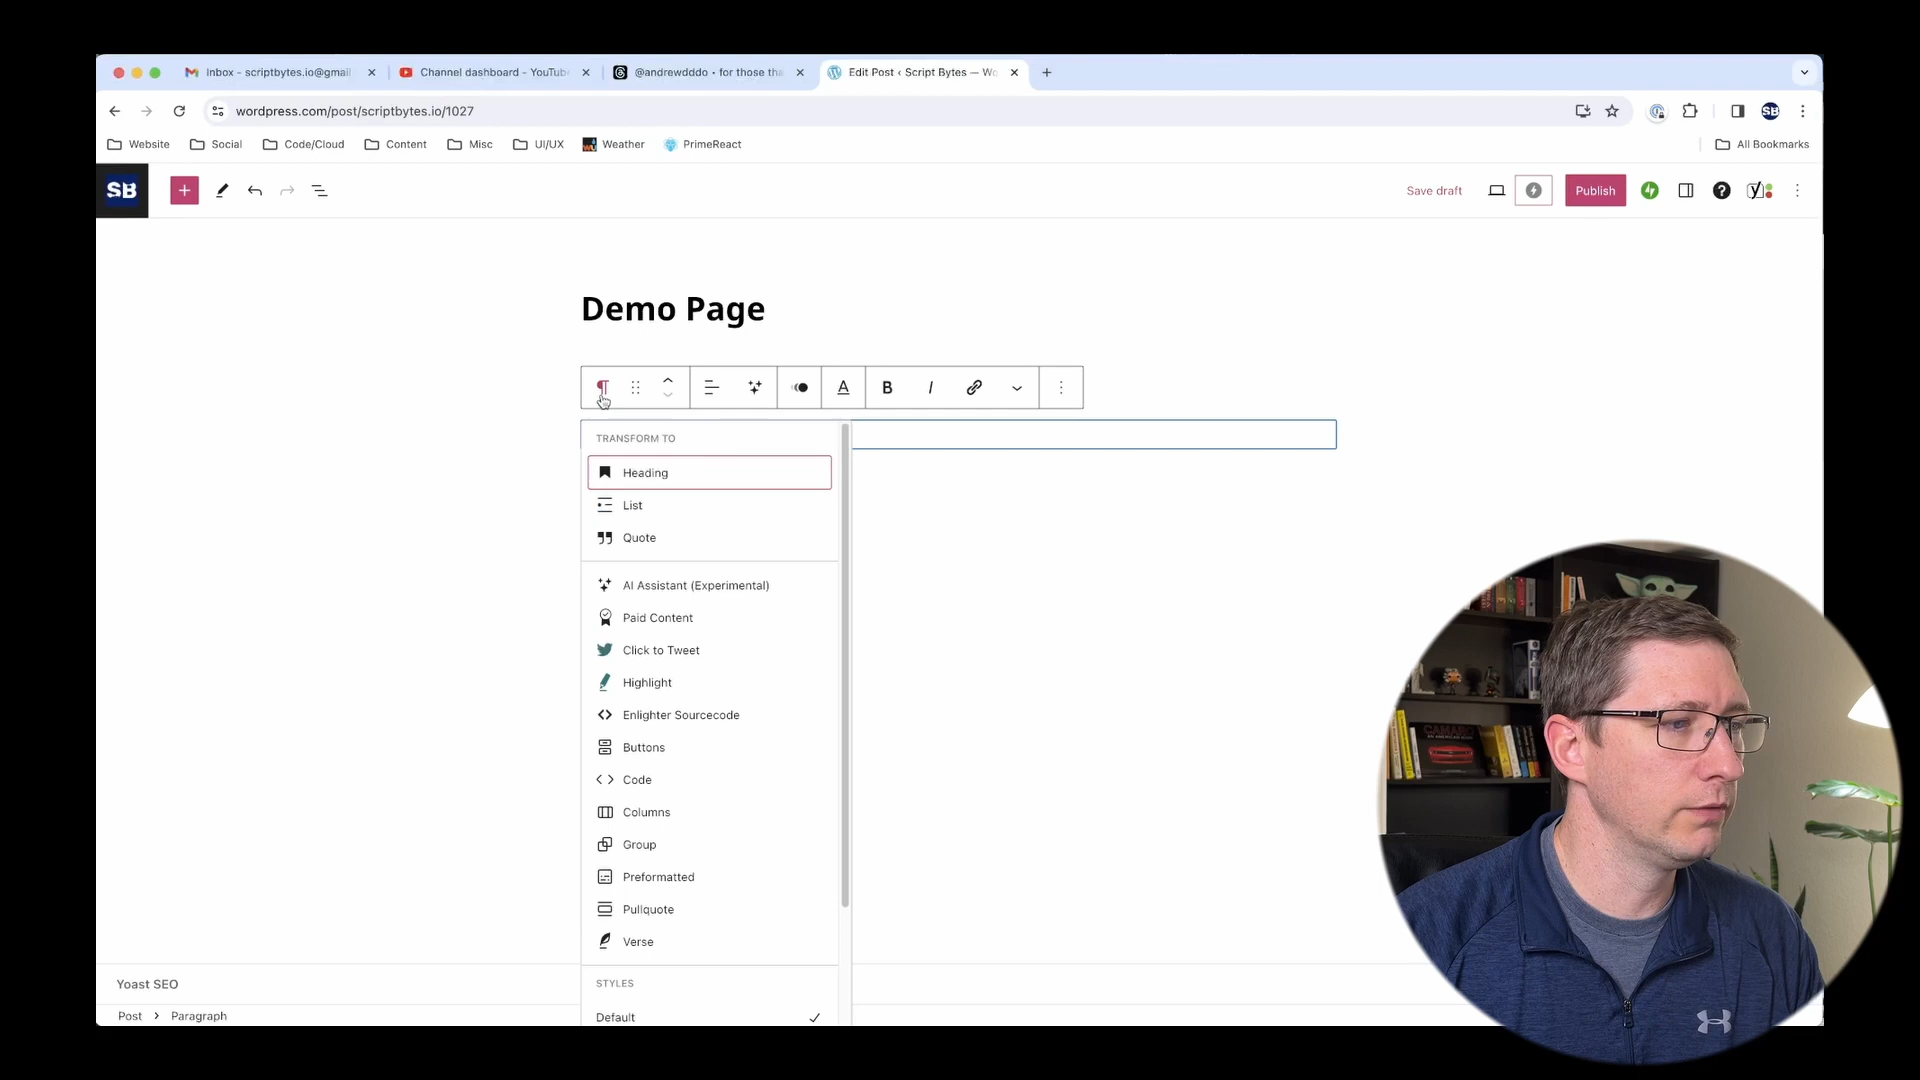 Inbox - scriptbytes.io@gmail
Channel dashboard - YouTube
@andrewdddo • for those tha
Edit Post ‹ Script Bytes — Wo
wordpress.com/post/scriptbytes.io/1027
SB
Website
Social
Code/Cloud
Content
Misc
UI/UX
Weather
PrimeReact
All Bookmarks
SB
Save draft
Publish
Demo Page
A
B
I
TRANSFORM TO
Heading
List
Quote
AI Assistant (Experimental)
Paid Content
Click to Tweet
Highlight
Enlighter Sourcecode
Buttons
Code
Columns
Group
Preformatted
Pullquote
Verse
STYLES
Default
Yoast SEO
Post
Paragraph
CAMARO